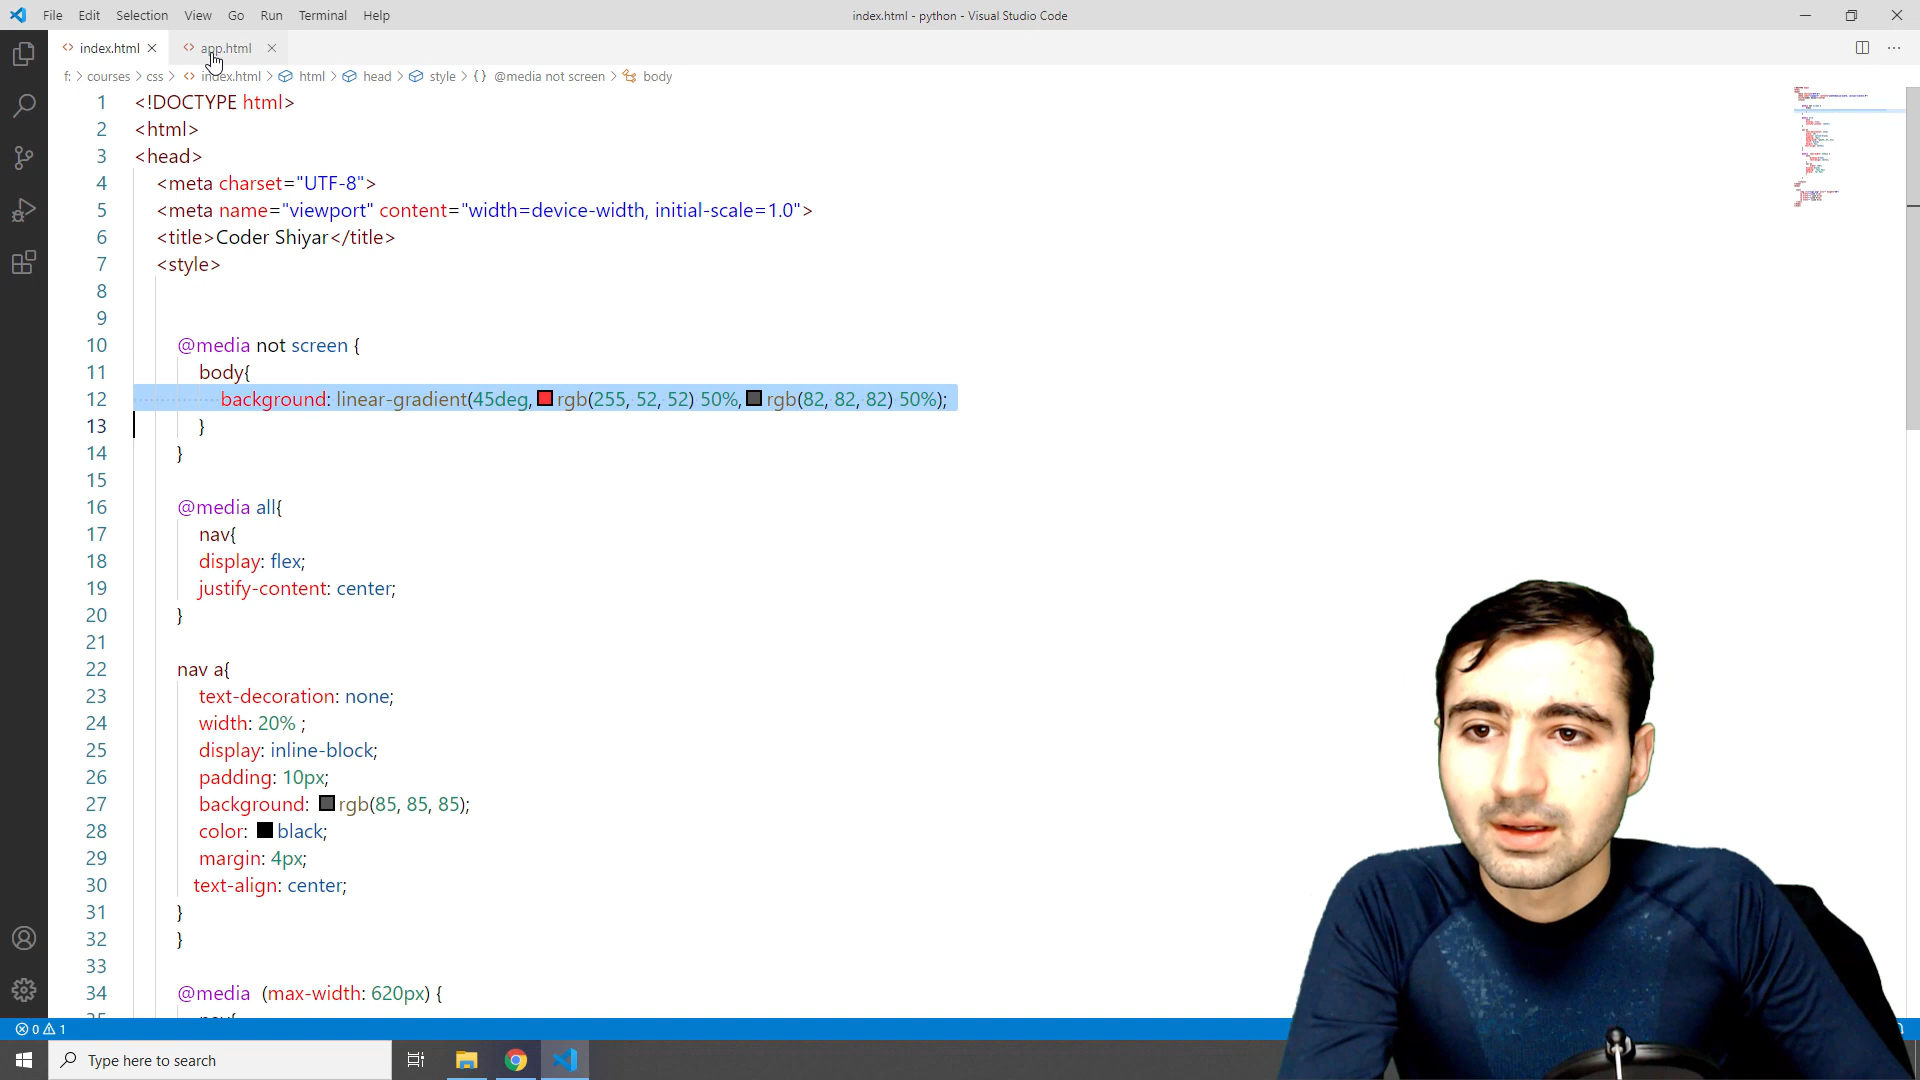 File Edit Selection View Go Run Terminal Help
index.html - python - Visual Studio Code
index.html
app.html
f: > courses > css > index.html > html > head > style > {} @media not screen > body
1 <!DOCTYPE html>
2 <html>
3 <head>
4 <meta charset="UTF-8">
5 <meta name="viewport" content="width=device-width, initial-scale=1.0">
6 <title>Coder Shiyar</title>
7 <style>
8
9
10 @media not screen {
11 body{
12 background: linear-gradient(45deg, rgb(255, 52, 52) 50%, rgb(82, 82, 82) 50%);
13 }
14 }
15
16 @media all{
17 nav{
18 display: flex;
19 justify-content: center;
20 }
21
22 nav a{
23 text-decoration: none;
24 width: 20% ;
25 display: inline-block;
26 padding: 10px;
27 background: rgb(85, 85, 85);
28 color: black;
29 margin: 4px;
30 text-align: center;
31 }
32 }
33
34 @media (max-width: 620px) {
35 nav{
0 1
Type here to search